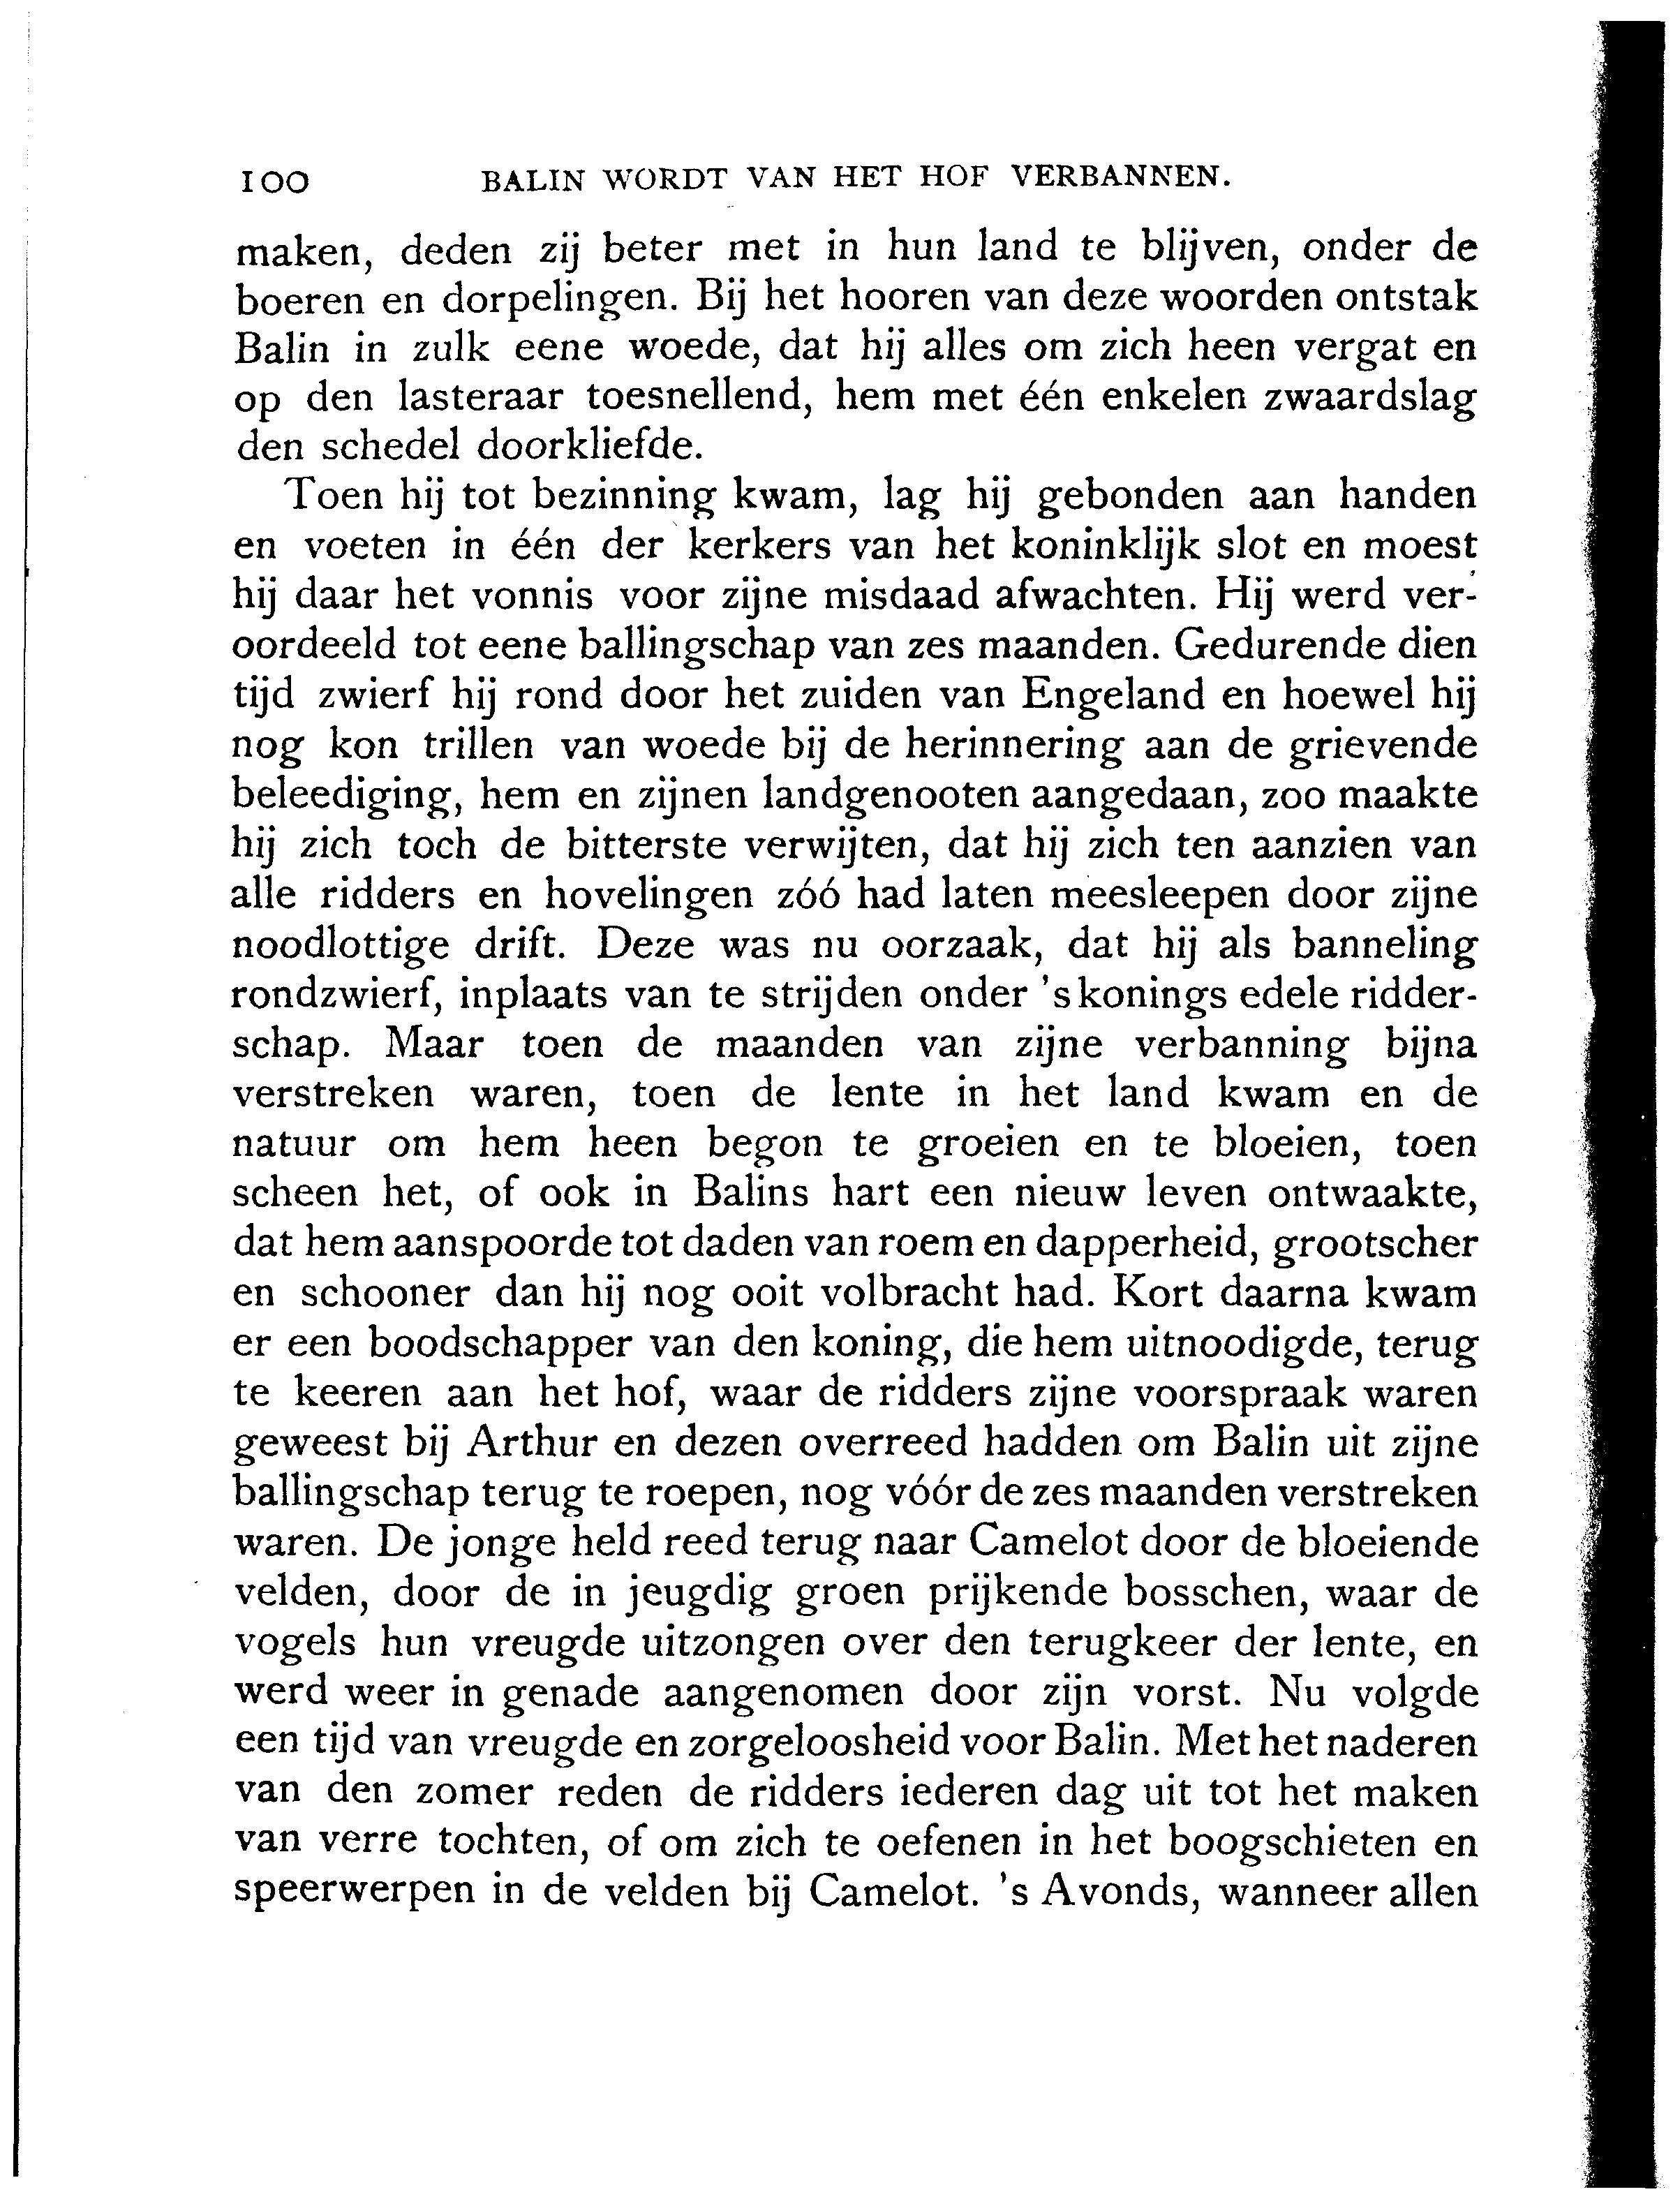 100 BALIN WORDT VAN HET HOF VERBANNEN.
maken, deden zij beter met in hun land te blijven, onder de
boeren en dorpelingen. Bij het hooren van deze woorden ontstak
Balin in zulk eene woede, dat hij alles om zich heen vergat en
op den lasteraar toesnellend, hem met één enkelen zwaardslag
den schedel doorkliefde.
Toen hij tot bezinning kwam, lag hij gebonden aan handen
en voeten in één der kerkers van het koninklijk slot en moest
hij daar het vonnis voor zijne misdaad afwachten. Hij werd ver-
oordeeld tot eene ballingschap van zes maanden. Gedurende dien
tijd zwierf hij rond door het zuiden van Engeland en hoewel hij
nog kon trillen van woede bij de herinnering aan de grievende
beleediging, hem en zijnen landgenooten aangedaan, zoo maakte
hij zich toch de bitterste verwijten, dat hij zich ten aanzien van
alle ridders en hovelingen zóó had laten meesleepen door zijne
noodlottige drift. Deze was nu oorzaak, dat hij als banneling
rondzwierf, inplaats van te strijden onder 's konings edele ridder-
schap. Maar toen de maanden van zijne verbanning bijna
verstreken waren, toen de lente in het land kwam en de
natuur om hem heen begon te groeien en te bloeien, toen
scheen het, of ook in Balins hart een nieuw leven ontwaakte,
dat hem aanspoorde tot daden van roem en dapperheid, grootscher
en schooner dan hij nog ooit volbracht had. Kort daarna kwam
er een boodschapper van den koning, die hem uitnoodigde, terug
te keeren aan het hof, waar de ridders zijne voorspraak waren
geweest bij Arthur en dezen overreed hadden om Balin uit zijne
ballingschap terug te roepen, nog vóór de zes maanden verstreken
waren. De jonge held reed terug naar Camelot door de bloeiende
velden, door de in jeugdig groen prijkende bosschen, waar de
vogels hun vreugde uitzongen over den terugkeer der lente, en
werd weer in genade aangenomen door zijn vorst. Nu volgde
een tijd van vreugde en zorgeloosheid voor Balin. Met het naderen
van den zomer reden de ridders iederen dag uit tot het maken
van verre tochten, of om zich te oefenen in het boogschieten en
speerwerpen in de velden bij Camelot. 's Avonds, wanneer allen